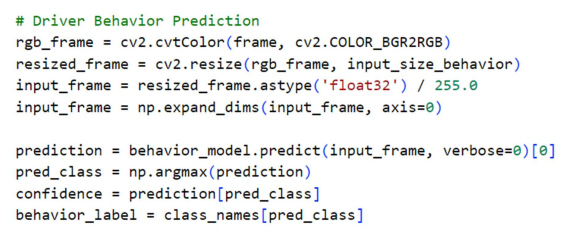 # Driver Behavior Prediction
rgb_frame = cv2.cvtColor(frame, cv2.COLOR_BGR2RGB)
resized_frame = cv2.resize(rgb_frame, input_size_behavior)
input_frame = resized_frame.astype('float32') / 255.0
input_frame = np.expand_dims(input_frame, axis=0)

prediction = behavior_model.predict(input_frame, verbose=0)[0]
pred_class = np.argmax(prediction)
confidence = prediction[pred_class]
behavior_label = class_names[pred_class]